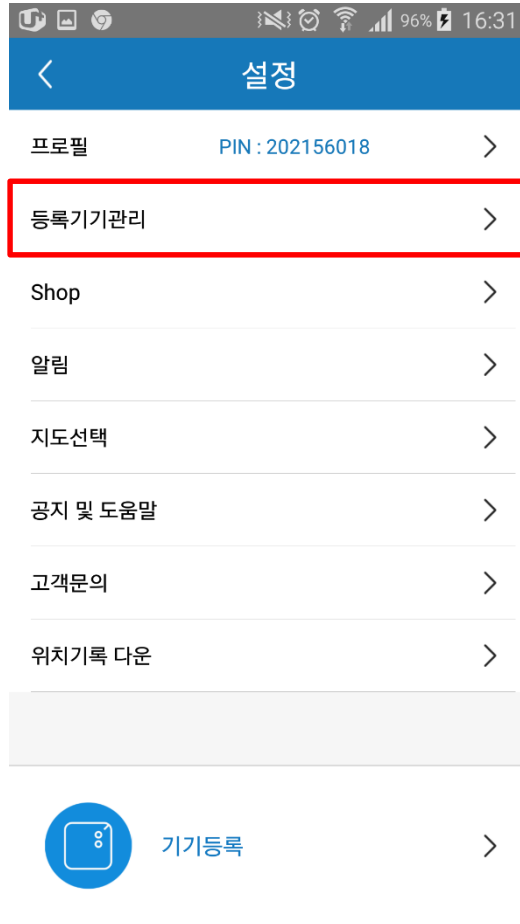 96% 16:31
설정
프로필 PIN : 202156018
등록기기관리
Shop
알림
지도선택
공지 및 도움말
고객문의
위치기록 다운
기기등록